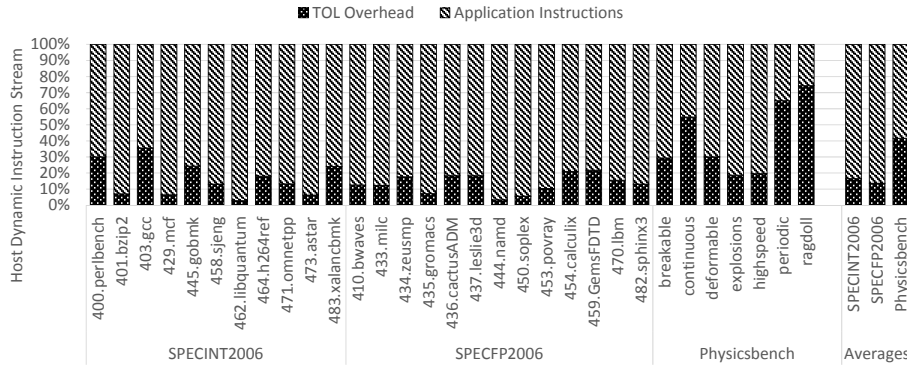 TOL Overhead Application Instructions
Host Dynamic Instruction Stream
100%
90%
80%
70%
60%
50%
40%
30%
20%
10%
0%
400.perlbench
401.bzip2
403.gcc
429.mcf
445.gobmk
458.sjeng
462.libquantum
464.h264ref
471.omnetpp
473.astar
483.xalancbmk
410.bwaves
433.milc
434.zeusmp
435.gromacs
436.cactusADM
437.leslie3d
444.namd
450.soplex
453.povray
454.calculix
459.GemsFDTD
470.lbm
482.sphinx3
breakable
continuous
deformable
explosions
highspeed
periodic
ragdoll
SPECINT2006
SPECFP2006
Physicsbench
SPECINT2006 SPECFP2006 Physicsbench Averages